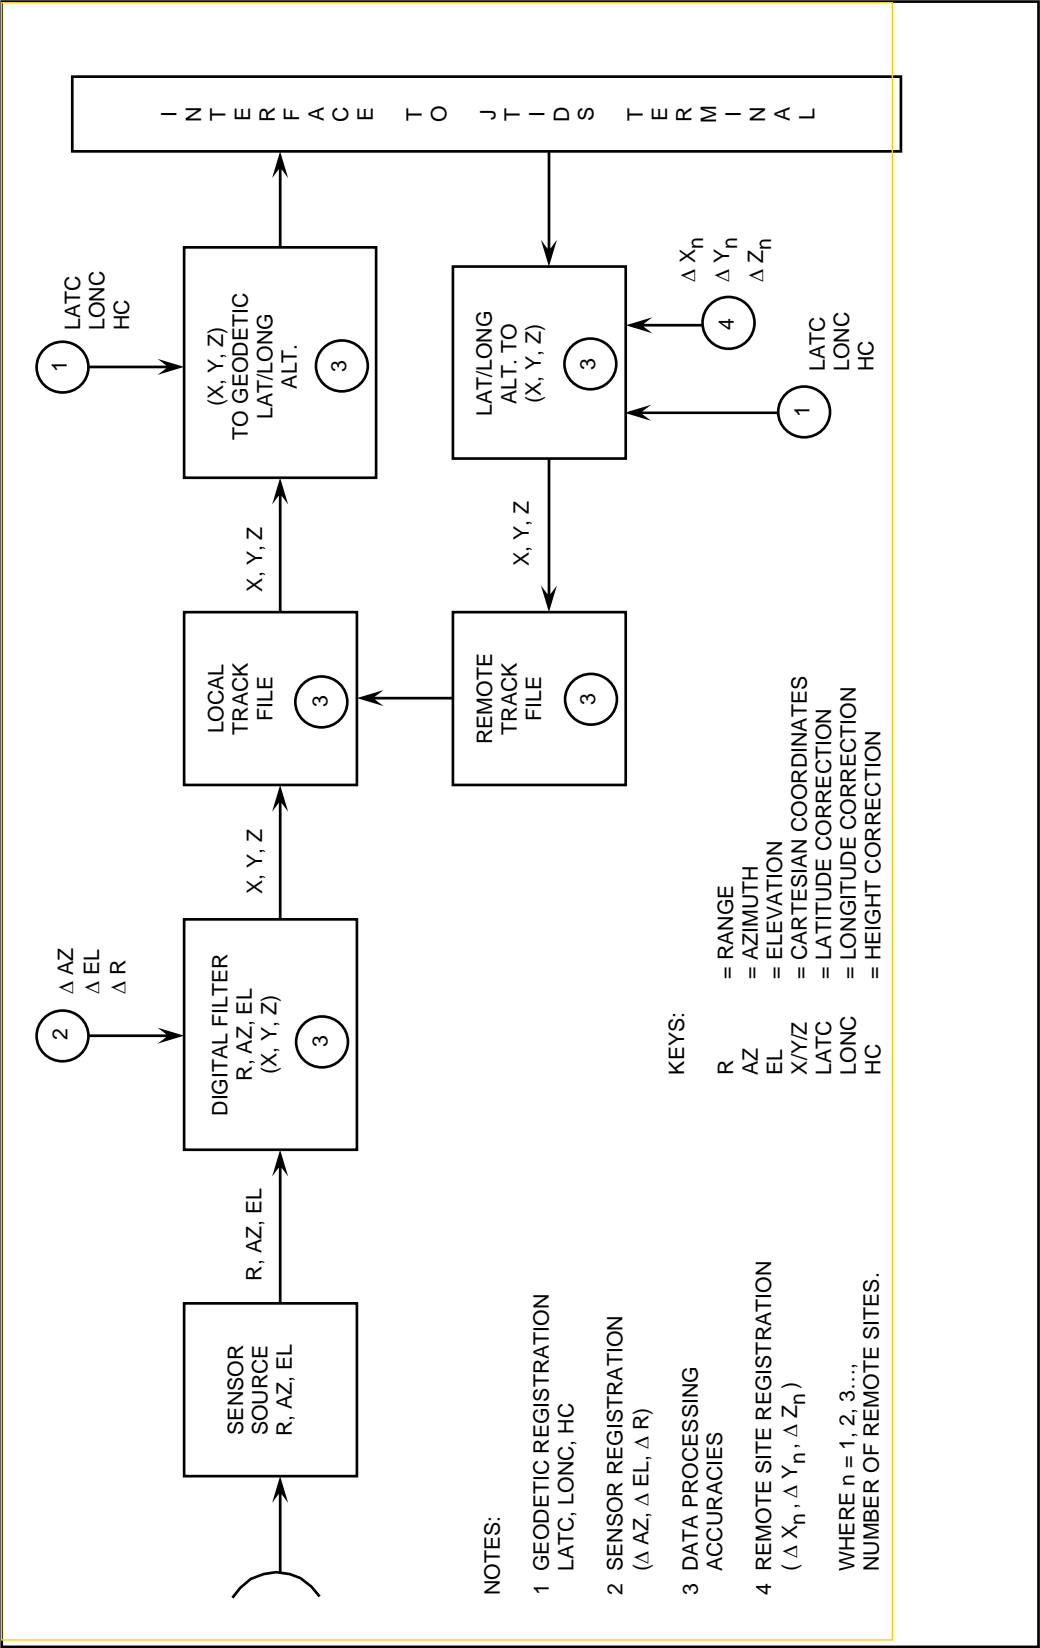 2
Δ AZ
Δ EL
Δ R
1
LATC
LONC
HC
SENSOR
SOURCE
R, AZ, EL
R, AZ, EL
DIGITAL FILTER
R, AZ, EL
(X, Y, Z)
3
X, Y, Z
LOCAL
TRACK
FILE
3
X, Y, Z
(X, Y, Z)
TO GEODETIC
LAT/LONG
ALT.
3
INTERFACE TO JTIDS TERMINAL
REMOTE
TRACK
FILE
3
X, Y, Z
LAT/LONG
ALT. TO
(X, Y, Z)
3
4
Δ Xn
Δ Yn
Δ Zn
1
LATC
LONC
HC
NOTES:
1 GEODETIC REGISTRATION
LATC, LONC, HC
2 SENSOR REGISTRATION
(Δ AZ, Δ EL, Δ R)
3 DATA PROCESSING
ACCURACIES
4 REMOTE SITE REGISTRATION
( Δ Xn , Δ Yn , Δ Zn )
WHERE n = 1, 2, 3...,
NUMBER OF REMOTE SITES.
KEYS:
R = RANGE
AZ = AZIMUTH
EL = ELEVATION
X/Y/Z = CARTESIAN COORDINATES
LATC = LATITUDE CORRECTION
LONC = LONGITUDE CORRECTION
HC = HEIGHT CORRECTION